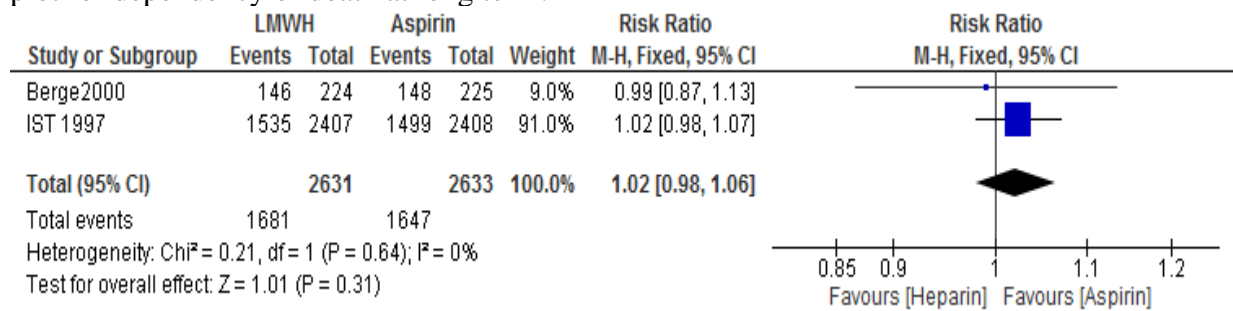 LMWH Aspirin Risk Ratio Risk Ratio
Study or Subgroup Events Total Events Total Weight M-H, Fixed, 95% CI M-H, Fixed, 95% CI
Berge2000 146 224 148 225 9.0% 0.99 [0.87, 1.13]
IST 1997 1535 2407 1499 2408 91.0% 1.02 [0.98, 1.07]
Total (95% CI) 2631 2633 100.0% 1.02 [0.98, 1.06]
Total events 1681 1647
Heterogeneity: Chi² = 0.21, df = 1 (P = 0.64); I² = 0%
Test for overall effect: Z = 1.01 (P = 0.31)
0.85 0.9 1 1.1 1.2
Favours [Heparin] Favours [Aspirin]